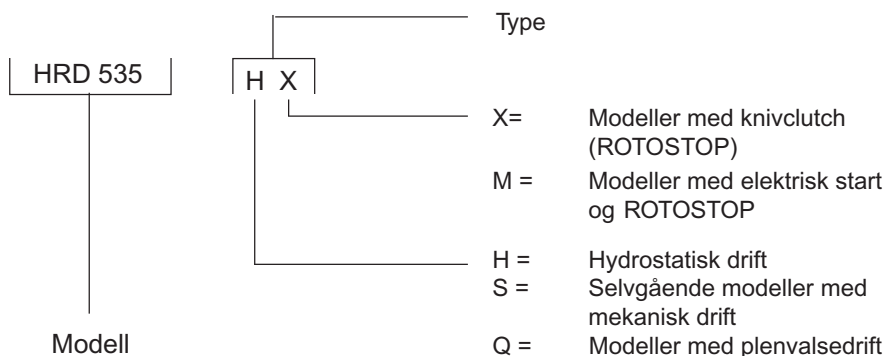 Type
HRD 535 H X
X= Modeller med knivclutch
(ROTOSTOP)
M = Modeller med elektrisk start
og ROTOSTOP
H = Hydrostatisk drift
S = Selvgående modeller med
mekanisk drift
Modell
Q = Modeller med plenvalsedrift